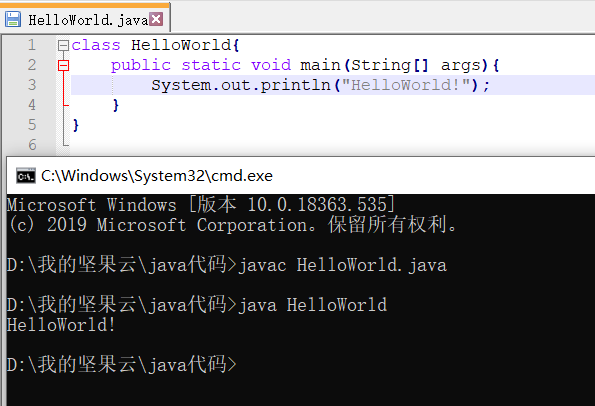 HelloWorld.java
1 class HelloWorld{
2 public static void main(String[] args){
3 System.out.println("HelloWorld!");
4 }
5 }
6
C:\Windows\System32\cmd.exe
Microsoft Windows [版本 10.0.18363.535]
(c) 2019 Microsoft Corporation。保留所有权利。
D:\我的坚果云\java代码>javac HelloWorld.java
D:\我的坚果云\java代码>java HelloWorld
HelloWorld!
D:\我的坚果云\java代码>